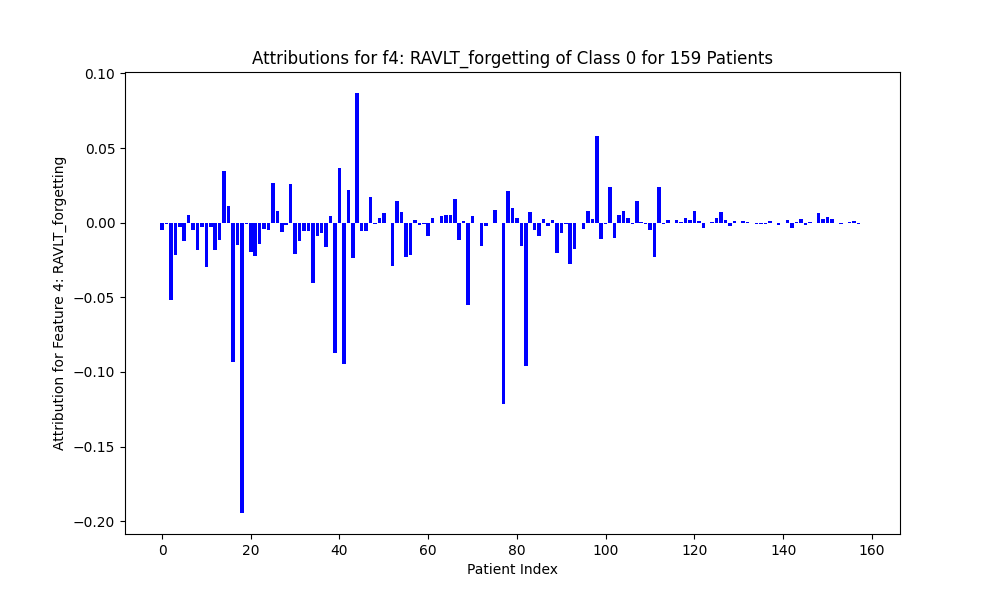 Attributions for f4: RAVLT_forgetting of Class 0 for 159 Patients
Attribution for Feature 4: RAVLT_forgetting
0.10
0.05
0.00
−0.05
−0.10
−0.15
−0.20
0 20 40 60 80 100 120 140 160
Patient Index